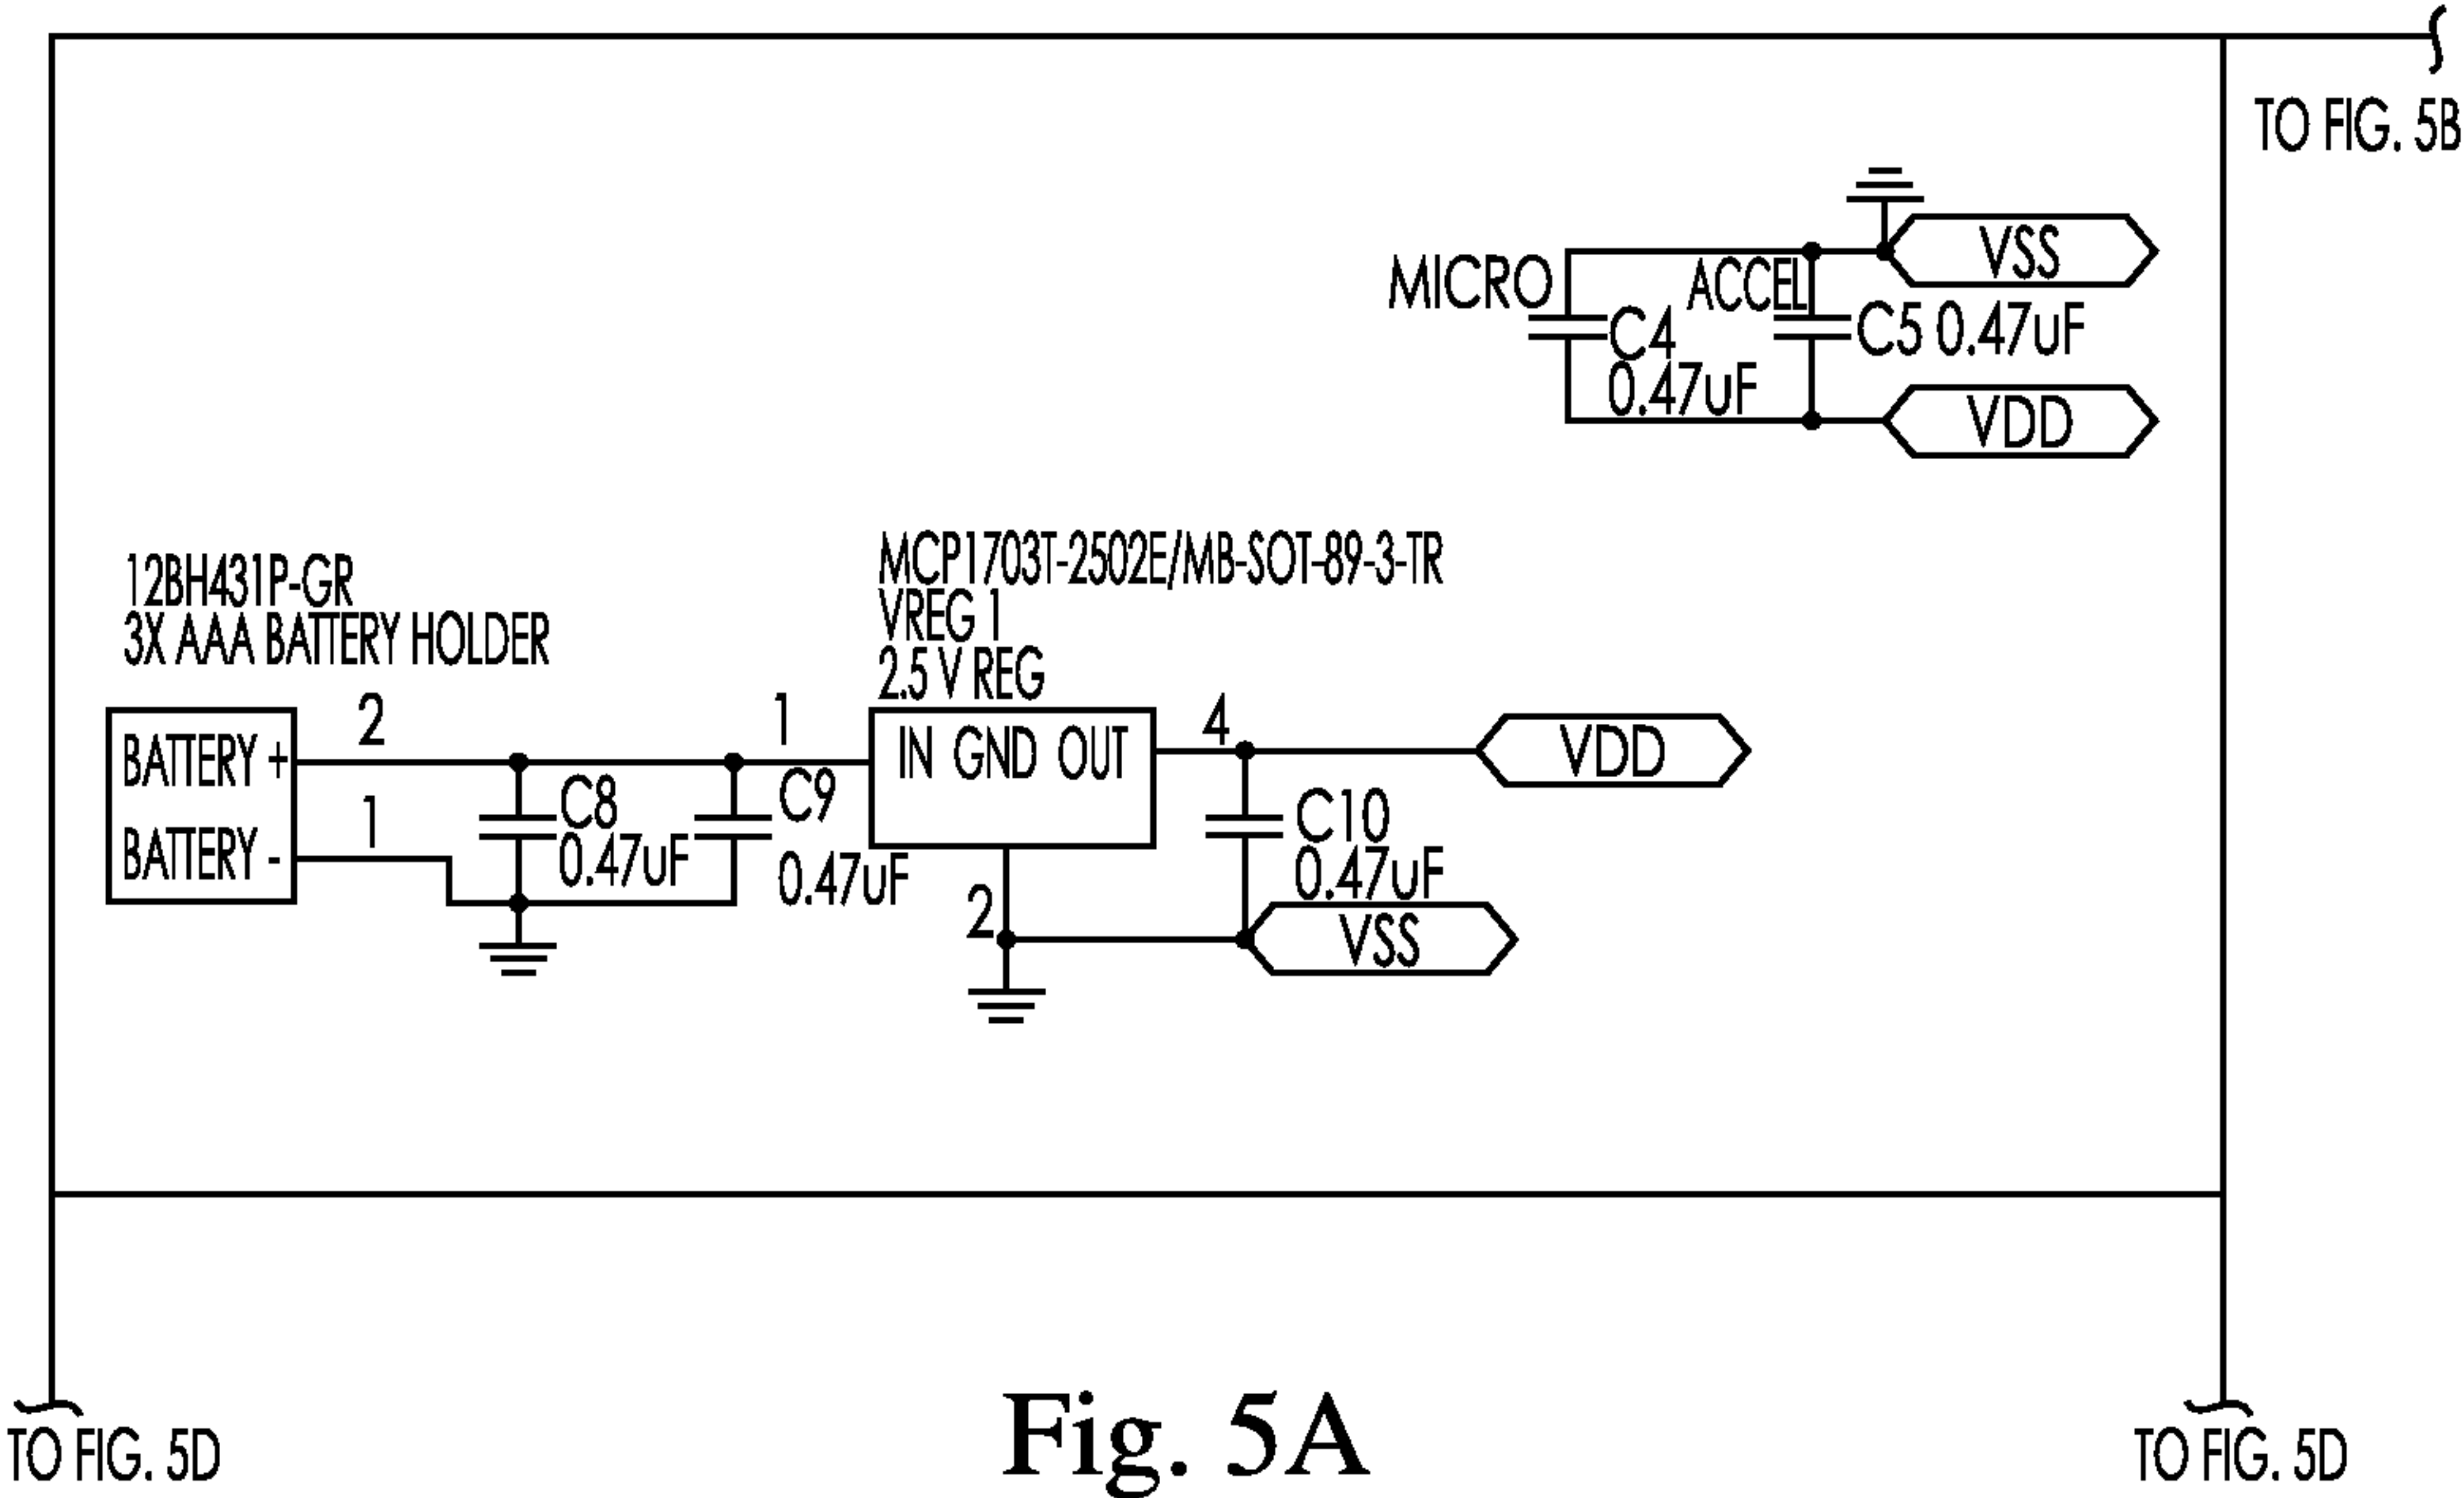 TO FIG. 5B
VSS
MICRO
ACCEL
C4
0.47uF
C5 0.47uF
VDD
12BH431P-GR
3X AAA BATTERY HOLDER
MCP1703T-2502E/MB-SOT-89-3-TR
VREG 1
2.5 V REG
2
1
4
BATTERY +
IN GND OUT
VDD
C8
0.47uF
C9
0.47uF
C10
0.47uF
1
BATTERY -
2
VSS
TO FIG. 5D
Fig. 5A
TO FIG. 5D